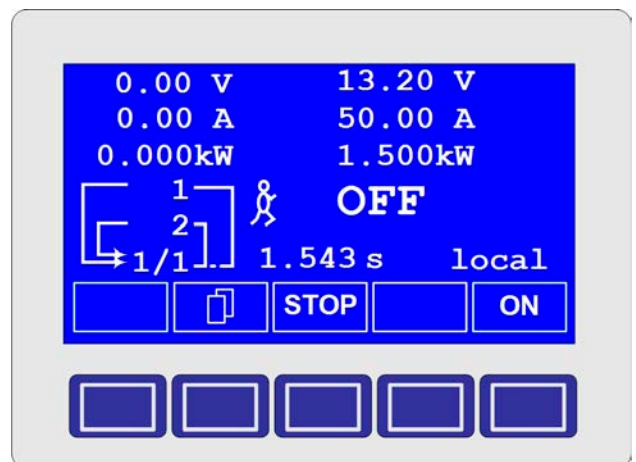 0.00 V 13.20 V
0.00 A 50.00 A
0.000kW 1.500kW
1 OFF
2
1/1 1.543 s local
STOP ON